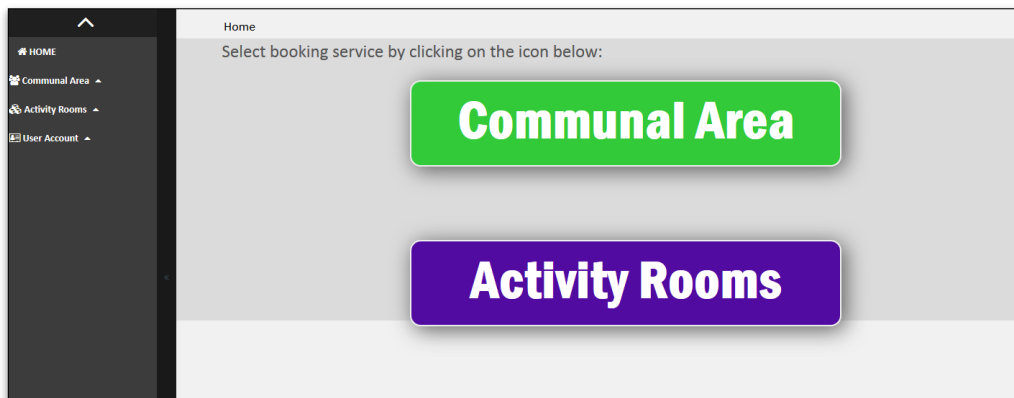 HOME
Communal Area
Activity Rooms
User Account
Home
Select booking service by clicking on the icon below:
Communal Area
Activity Rooms